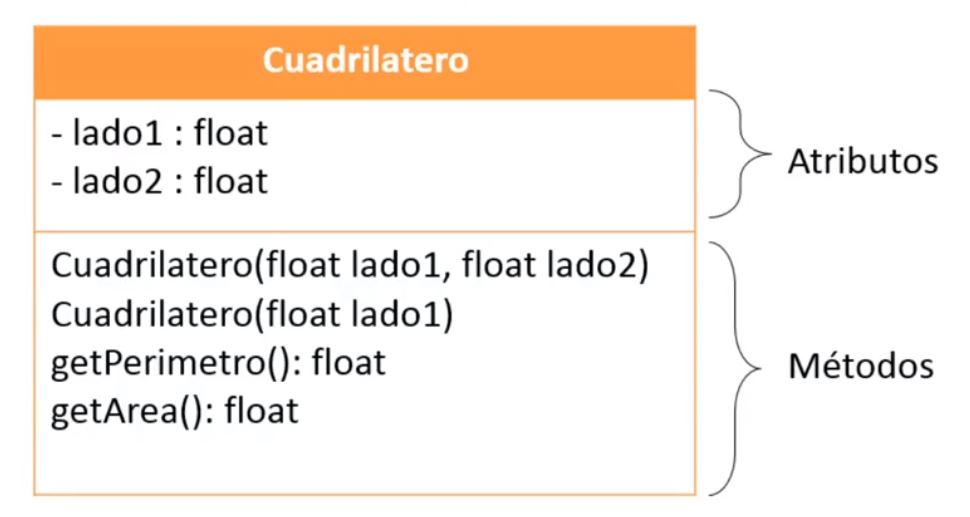 Cuadrilatero
- lado1 : float
- lado2 : float
Atributos
Cuadrilatero(float lado1, float lado2)
Cuadrilatero(float lado1)
getPerimetro(): float
getArea(): float
Métodos